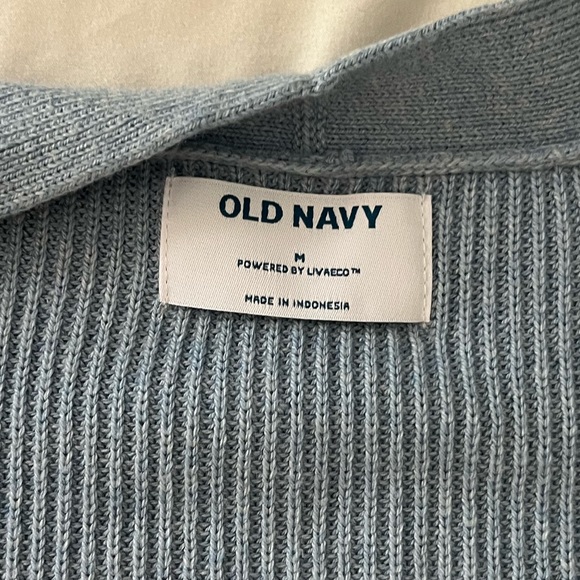 OLD NAVY
M
POWERED BY LIVAECO™
MADE IN INDONESIA